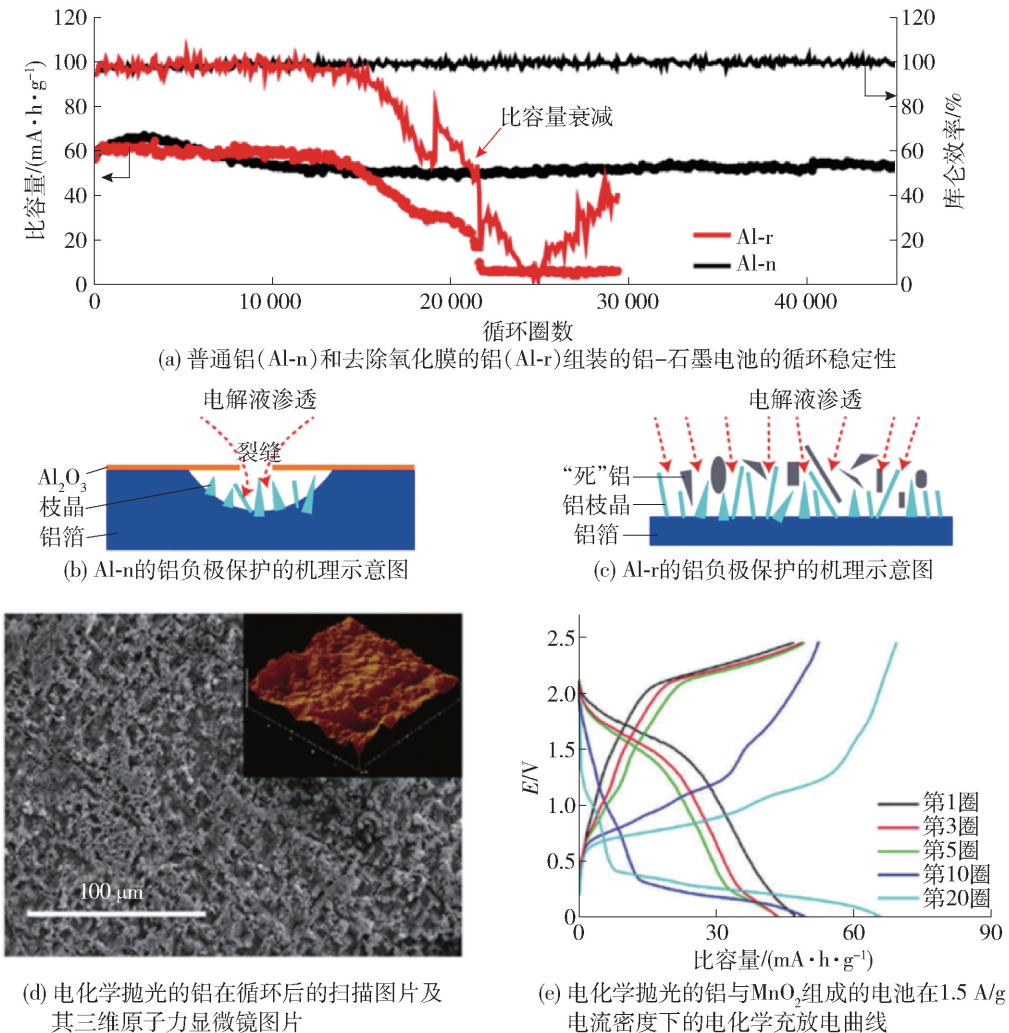 120
100
80
60
40
20
0
比容量/(mA·h·g⁻¹)
120
100
80
60
40
20
0
库仑效率/%
比容量衰减
Al-r
Al-n
0
10 000
20 000
30 000
40 000
循环圈数
(a) 普通铝(Al-n)和去除氧化膜的铝(Al-r)组装的铝-石墨电池的循环稳定性
电解液渗透
裂缝
Al₂O₃
枝晶
铝箔
(b) Al-n的铝负极保护的机理示意图
电解液渗透
“死”铝
铝枝晶
铝箔
(c) Al-r的铝负极保护的机理示意图
100 μm
(d) 电化学抛光的铝在循环后的扫描图片及
其三维原子力显微镜图片
2.5
2.0
1.5
1.0
0.5
0
E/V
第1圈
第3圈
第5圈
第10圈
第20圈
0
30
60
90
比容量/(mA·h·g⁻¹)
(e) 电化学抛光的铝与MnO₂组成的电池在1.5 A/g
电流密度下的电化学充放电曲线